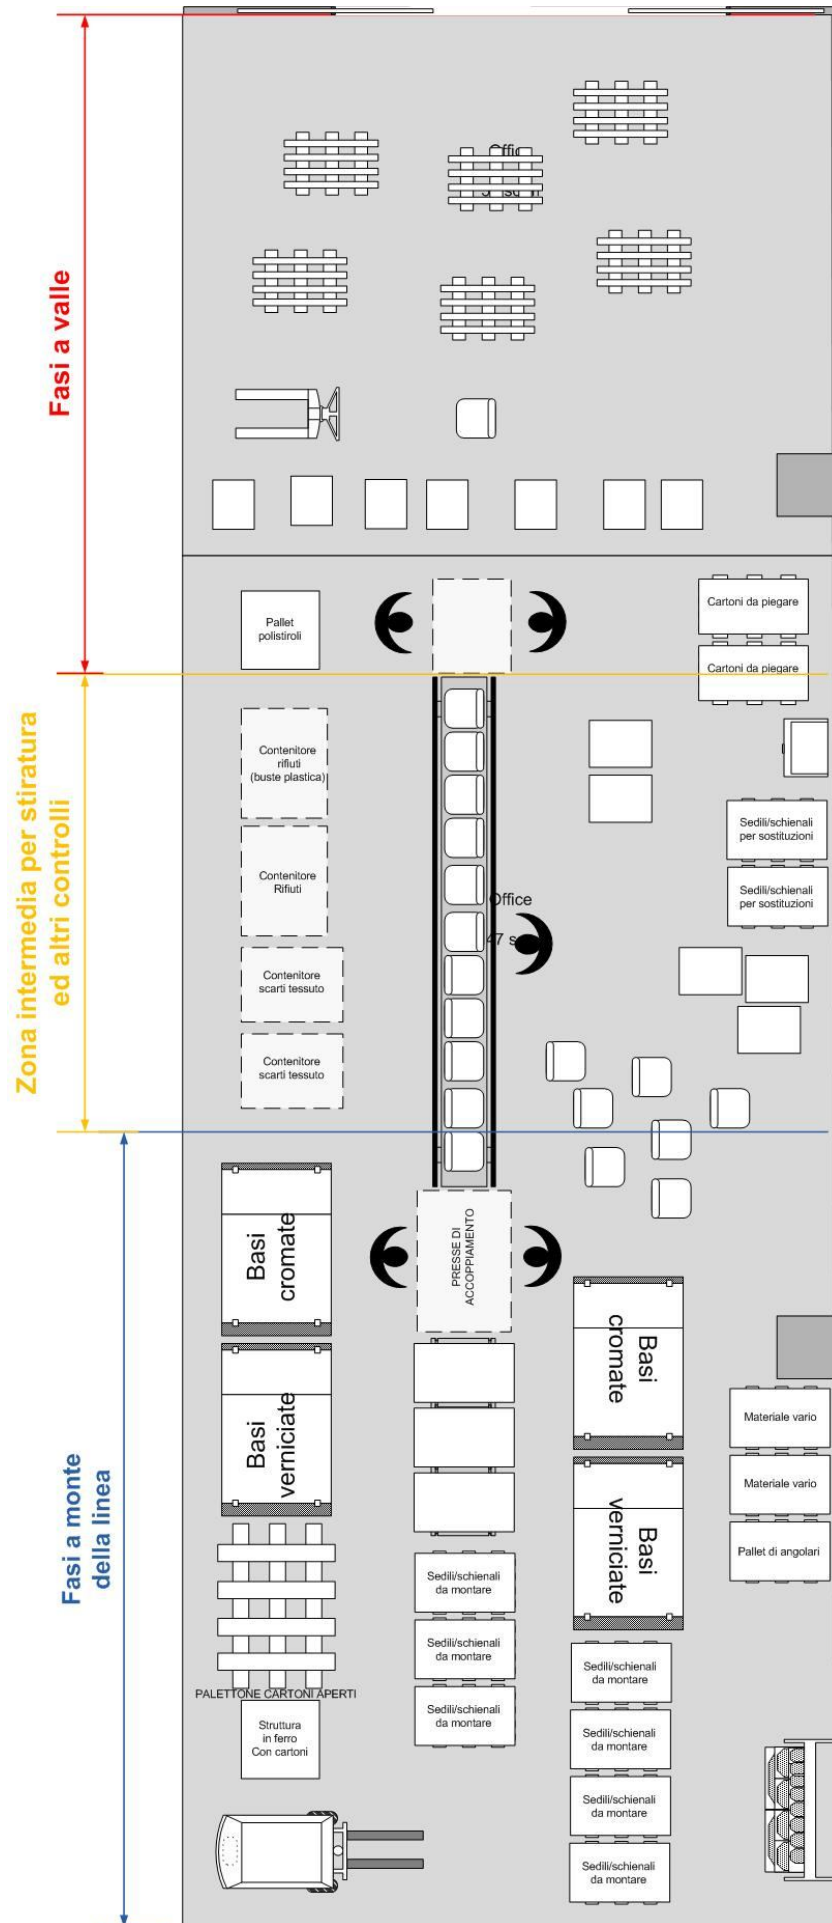 Offic
Fasi a valle
Pallet
polistiroli
Cartoni da piegare
Cartoni da piegare
Zona intermedia per stiratura
ed altri controlli
Contenitore
rifiuti
(buste plastica)
Contenitore
Rifiuti
Contenitore
scarti tessuto
Contenitore
scarti tessuto
Office
47 s
Sedili/schienali
per sostituzioni
Sedili/schienali
per sostituzioni
Fasi a monte
della linea
Basi
cromate
Basi
verniciate
PRESSE DI
ACCOPPIAMENTO
Basi
cromate
Basi
verniciate
Materiale vario
Materiale vario
Pallet di angolari
Sedili/schienali
da montare
Sedili/schienali
da montare
Sedili/schienali
da montare
PALETTONE CARTONI APERTI
Struttura
in ferro
Con cartoni
Sedili/schienali
da montare
Sedili/schienali
da montare
Sedili/schienali
da montare
Sedili/schienali
da montare